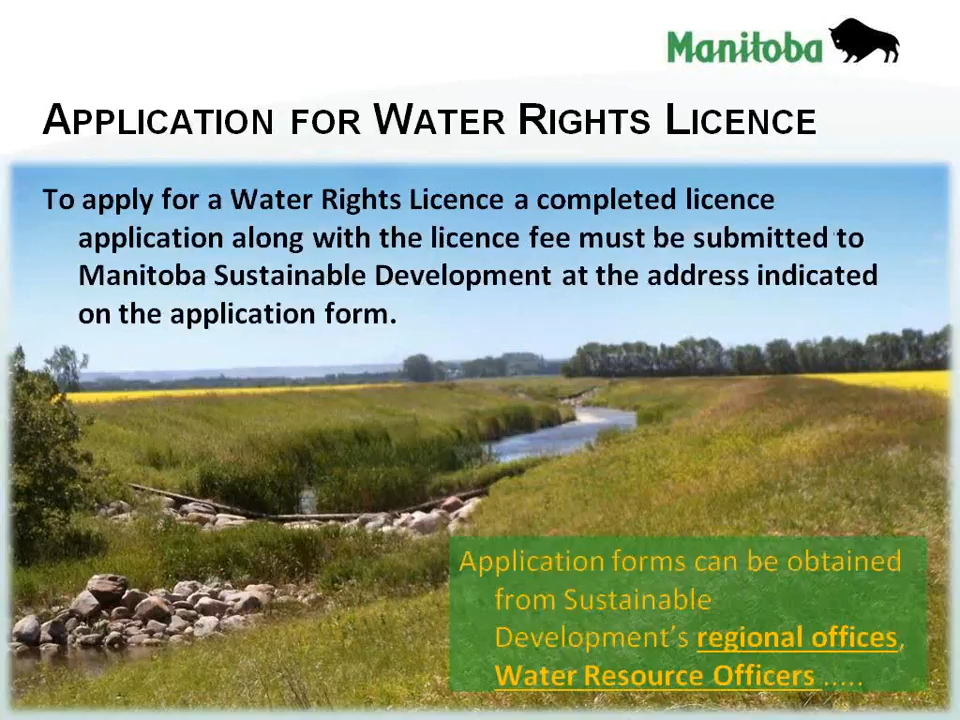 Manitoba
APPLICATION FOR WATER RIGHTS LICENCE
To apply for a Water Rights Licence a completed licence
application along with the licence fee must be submitted to
Manitoba Sustainable Development at the address indicated
on the application form.
Application forms can be obtained
from Sustainable
Development’s regional offices,
Water Resource Officers .....